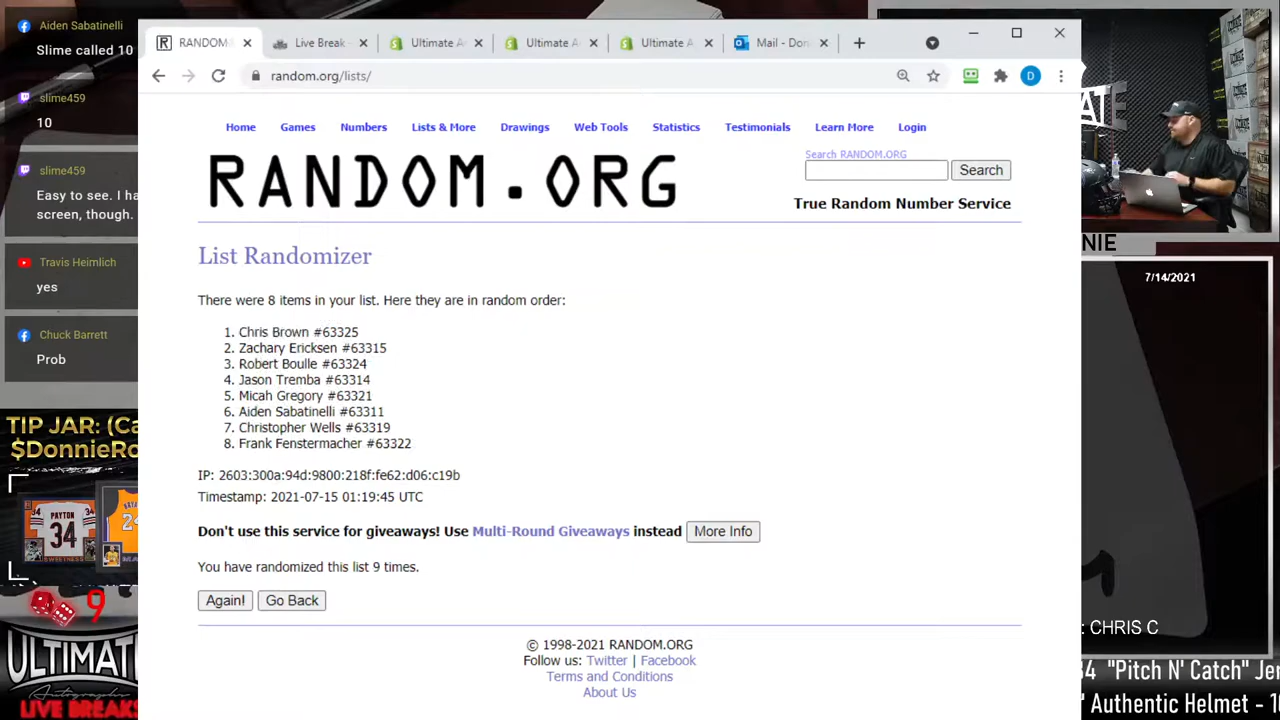 Aiden Sabatinelli
Slime called 10
slime459
10
slime459
Easy to see. I ha
screen, though.
Travis Heimlich
yes
Chuck Barrett
Prob
TIP JAR: (Ca
$DonnieRo
PAYTON
34
9
ULTIMAT
Autographs
LIVE BREAKS
Live Break
Ultimate A
Ultimate A
Ultimate A
Mail - Don
random.org/lists/
D
Home
Games
Numbers
Lists & More
Drawings
Web Tools
Statistics
Testimonials
Learn More
Login
RANDOM.ORG
Search RANDOM.ORG
Search
True Random Number Service
List Randomizer
There were 8 items in your list. Here they are in random order:
1. Chris Brown #63325
2. Zachary Ericksen #63315
3. Robert Boulle #63324
4. Jason Tremba #63314
5. Micah Gregory #63321
6. Aiden Sabatinelli #63311
7. Christopher Wells #63319
8. Frank Fenstermacher #63322
IP: 2603:300a:94d:9800:218f:fe62:d06:c19b
Timestamp: 2021-07-15 01:19:45 UTC
Don't use this service for giveaways! Use Multi-Round Giveaways instead More Info
You have randomized this list 9 times.
Again! Go Back
© 1998-2021 RANDOM.ORG
Follow us: Twitter | Facebook
Terms and Conditions
About Us
NIE
7/14/2021
: CHRIS C
"Pitch N' Catch" Je
Authentic Helmet - 1